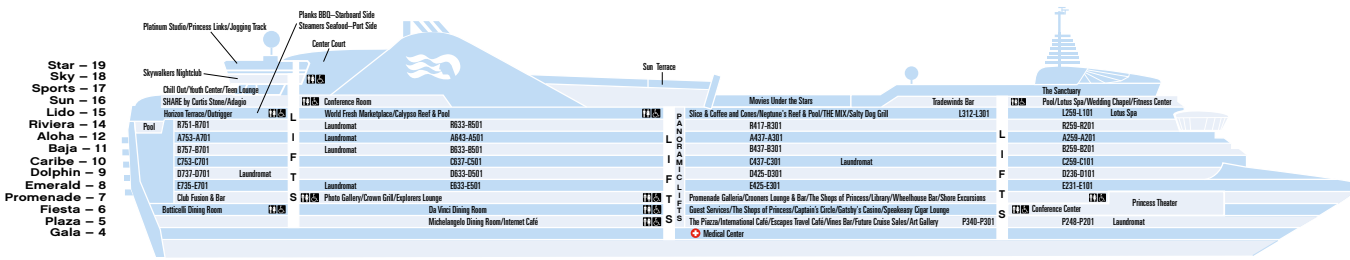 Planks BBQ–Starboard Side
Steamers Seafood–Port Side
Platinum Studio/Princess Links/Jogging Track
Center Court
Star – 19
Sun Terrace
Sky – 18
Skywalkers Nightclub
Sports – 17
Chill Out/Youth Center/Teen Lounge
The Sanctuary
Sun – 16
SHARE by Curtis Stone/Adagio
Conference Room
Movies Under the Stars
Tradewinds Bar
Pool/Lotus Spa/Wedding Chapel/Fitness Center
Lido – 15
Horizon Terrace/Outrigger
World Fresh Marketplace/Calypso Reef & Pool
Slice & Coffee and Cones/Neptune's Reef & Pool/THE MIX/Salty Dog Grill
L312-L301
L259-L101
Lotus Spa
Riviera – 14
Pool
R751-R701
Laundromat
R633-R501
R417-R301
R259-R201
Aloha – 12
A753-A701
Laundromat
A643-A501
A437-A301
A259-A201
Baja – 11
B757-B701
Laundromat
B633-B501
B437-B301
B259-B201
Caribe – 10
C753-C701
C637-C501
C437-C301
Laundromat
C259-C101
Dolphin – 9
D737-D701
Laundromat
D633-D501
D425-D301
D236-D101
Emerald – 8
E735-E701
Laundromat
E633-E501
E425-E301
E231-E101
Promenade – 7
Club Fusion & Bar
Photo Gallery/Crown Grill/Explorers Lounge
Promenade Galleria/Crooners Lounge & Bar/The Shops of Princess/Library/Wheelhouse Bar/Shore Excursions
Princess Theater
Fiesta – 6
Botticelli Dining Room
Da Vinci Dining Room
Guest Services/The Shops of Princess/Captain's Circle/Gatsby's Casino/Speakeasy Cigar Lounge
Conference Center
Plaza – 5
Michelangelo Dining Room/Internet Café
The Piazza/International Café/Escapes Travel Café/Vines Bar/Future Cruise Sales/Art Gallery
P340-P301
P248-P201
Laundromat
Gala – 4
Medical Center
LIFTS
LIFTS
PANORAMIC LIFTS
LIFTS